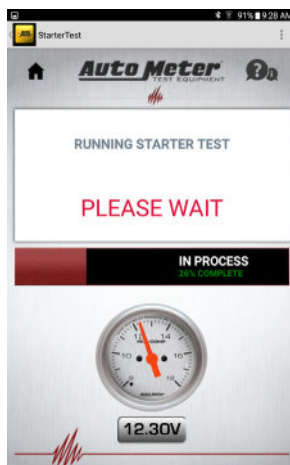 91% 9:28 AM
StarterTest
Auto Meter
TEST EQUIPMENT
RUNNING STARTER TEST
PLEASE WAIT
IN PROCESS
26% COMPLETE
12 14
10 16
8 18
12.30V